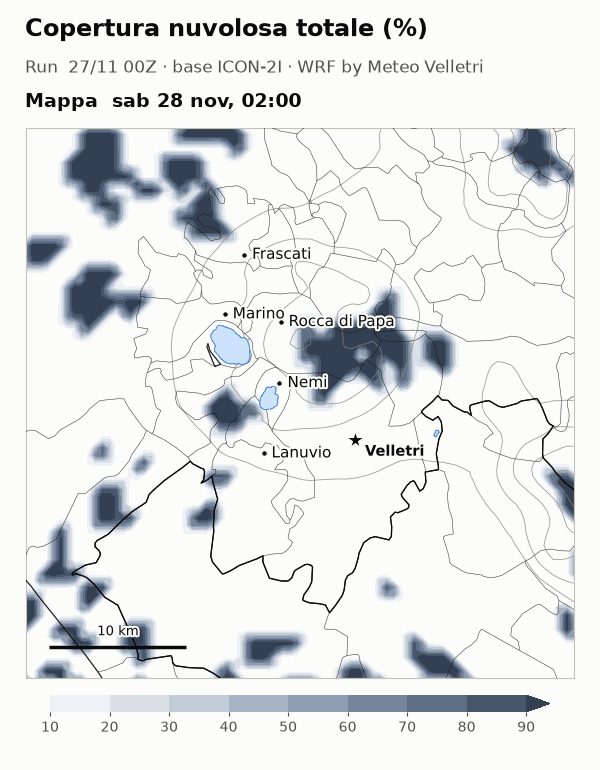 Copertura nuvolosa totale (%)
Run  27/11 00Z · base ICON-2I · WRF by Meteo Velletri
Mappa  sab 28 nov, 02:00
Frascati
Marino
Rocca di Papa
Nemi
Velletri
Lanuvio
10 km
10 20 30 40 50 60 70 80 90